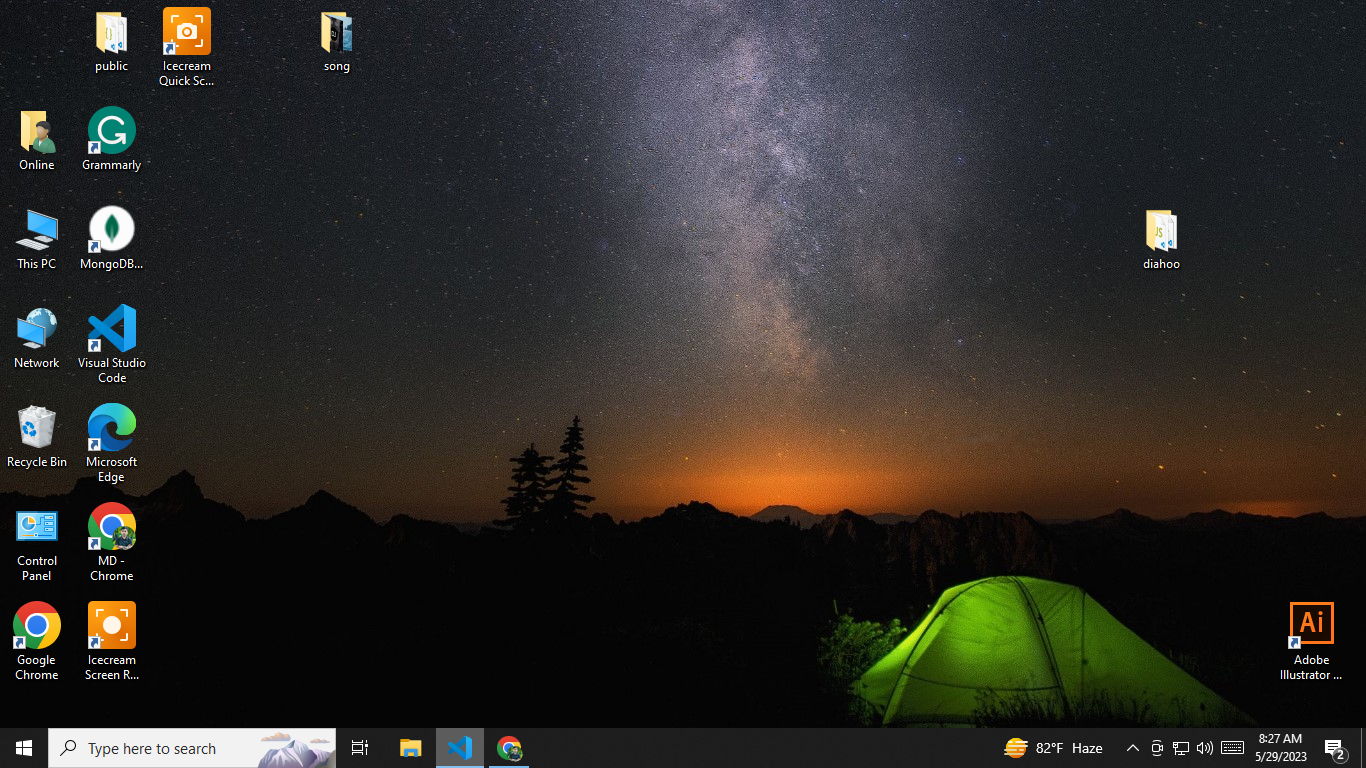 public
Icecream
Quick Sc...
song
Online
Grammarly
This PC
MongoDB...
diahoo
JS
Network
Visual Studio
Code
Recycle Bin
Microsoft
Edge
Control
Panel
MD -
Chrome
Google
Chrome
Icecream
Screen R...
Ai
Adobe
Illustrator ...
Type here to search
82°F Haze
8:27 AM
5/29/2023
2